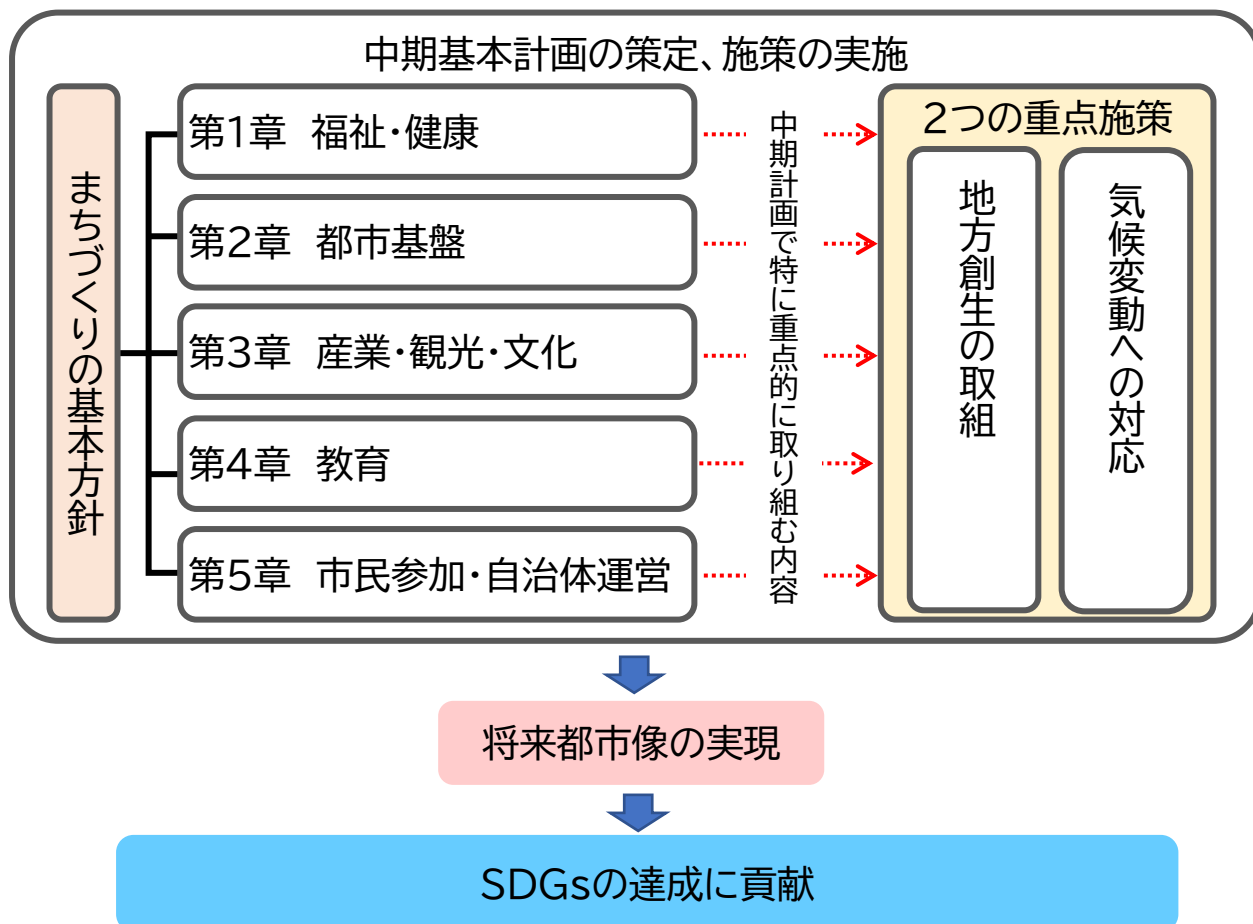 中期基本計画の策定、施策の実施
まちづくりの基本方針
第1章 福祉・健康
第2章 都市基盤
第3章 産業・観光・文化
第4章 教育
第5章 市民参加・自治体運営
中期計画で特に重点的に取り組む内容
2つの重点施策
地方創生の取組
気候変動への対応
将来都市像の実現
SDGsの達成に貢献